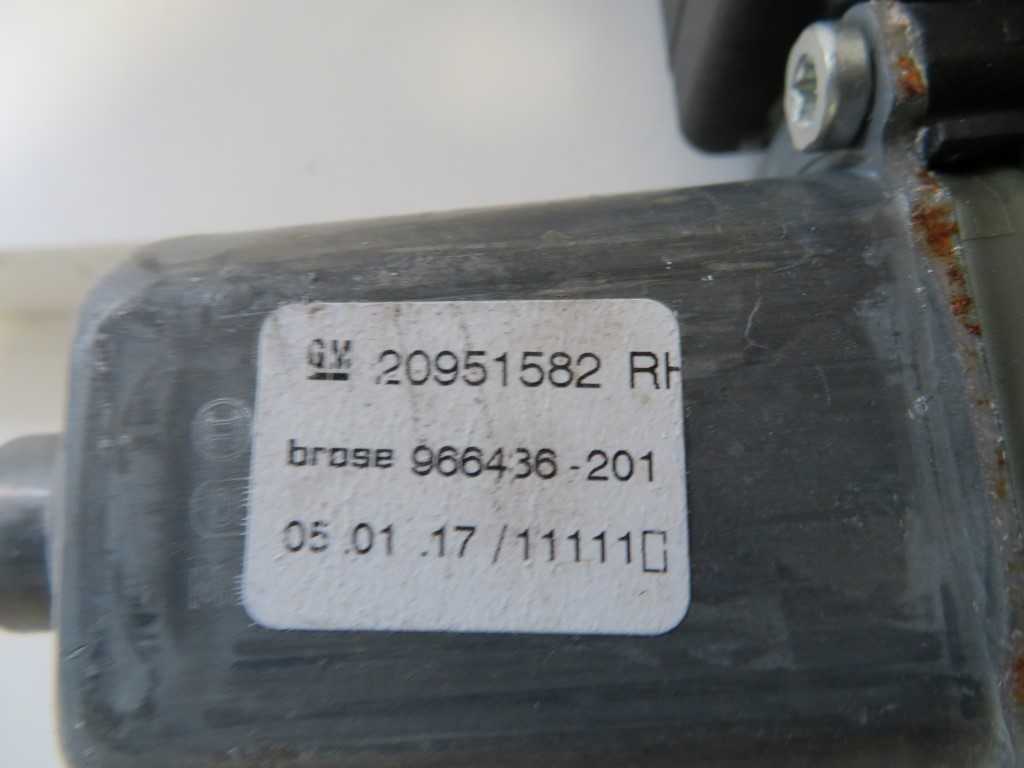 GM 20951582 RH
brose 966436-201
05.01.17/11111□